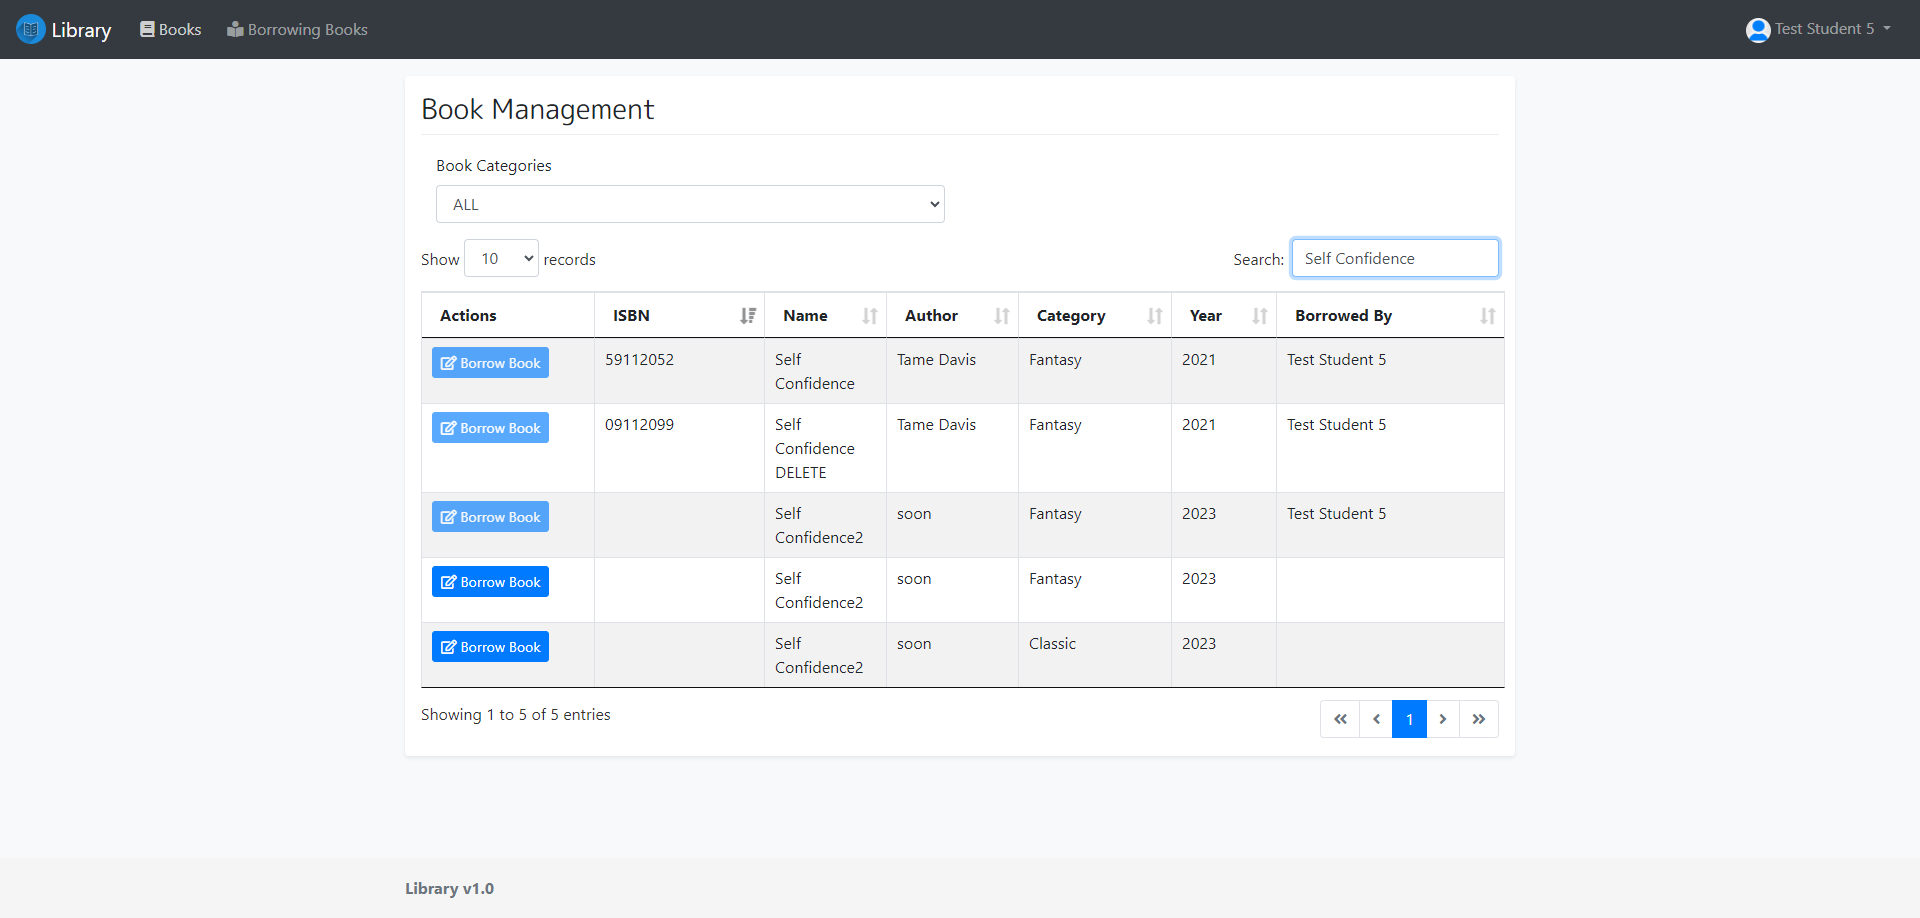 Library Books Borrowing Books Test Student 5
Book Management
Book Categories
ALL
Show 10 records Search: Self Confidence
Actions ISBN Name Author Category Year Borrowed By
Borrow Book 59112052 Self Tame Davis Fantasy 2021 Test Student 5
Confidence
Borrow Book 09112099 Self Tame Davis Fantasy 2021 Test Student 5
Confidence
DELETE
Borrow Book Self soon Fantasy 2023 Test Student 5
Confidence2
Borrow Book Self soon Fantasy 2023
Confidence2
Borrow Book Self soon Classic 2023
Confidence2
Showing 1 to 5 of 5 entries « ‹ 1 › »
Library v1.0